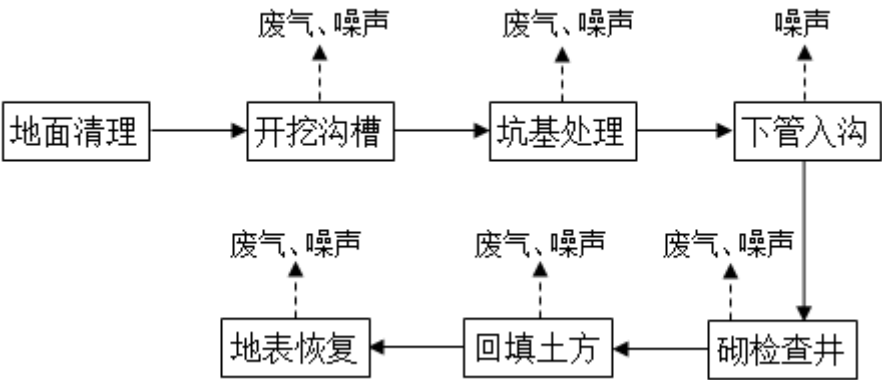 废气、噪声 废气、噪声 噪声
地面清理 开挖沟槽 坑基处理 下管入沟
废气、噪声 废气、噪声 废气、噪声
地表恢复 回填土方 砌检查井